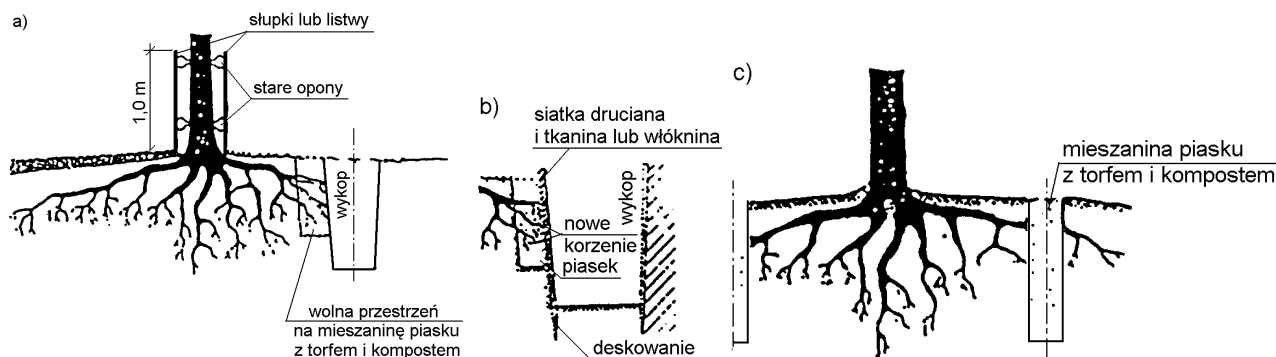 a)
słupki lub listwy
1,0 m
stare opony
wykop
wolna przestrzeń
na mieszaninę piasku
z torfem i kompostem
b)
siatka druciana
i tkanina lub włóknina
wykop
nowe
korzenie
piasek
deskowanie
c)
mieszanina piasku
z torfem i kompostem